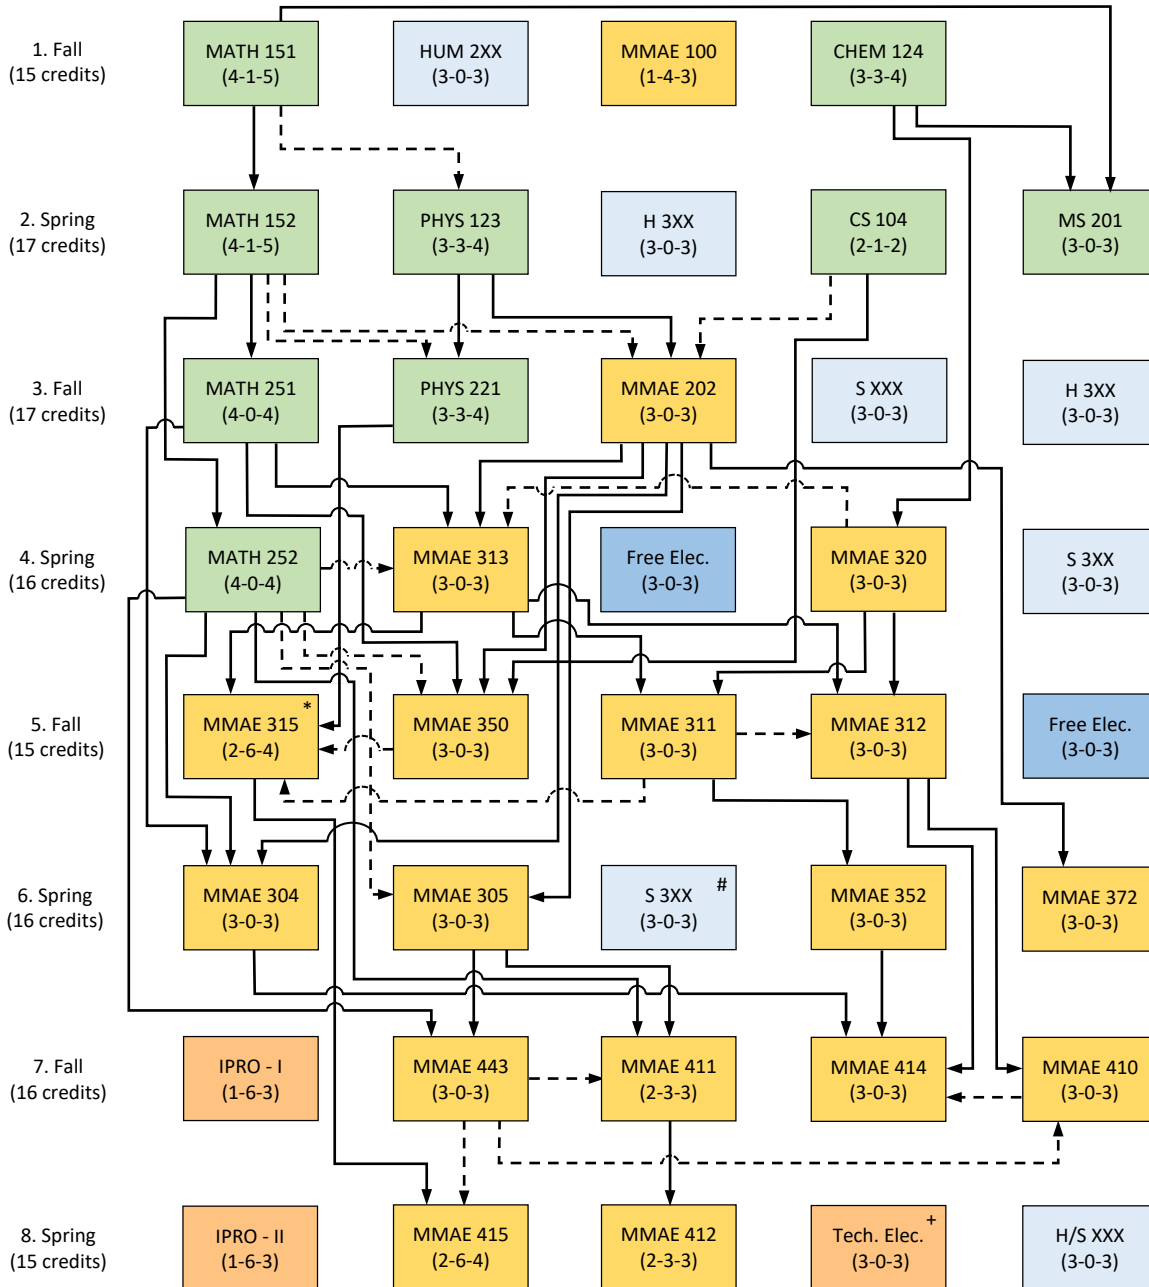 1. Fall
(15 credits)
MATH 151
(4-1-5)
HUM 2XX
(3-0-3)
MMAE 100
(1-4-3)
CHEM 124
(3-3-4)
2. Spring
(17 credits)
MATH 152
(4-1-5)
PHYS 123
(3-3-4)
H 3XX
(3-0-3)
CS 104
(2-1-2)
MS 201
(3-0-3)
3. Fall
(17 credits)
MATH 251
(4-0-4)
PHYS 221
(3-3-4)
MMAE 202
(3-0-3)
S XXX
(3-0-3)
H 3XX
(3-0-3)
4. Spring
(16 credits)
MATH 252
(4-0-4)
MMAE 313
(3-0-3)
Free Elec.
(3-0-3)
MMAE 320
(3-0-3)
S 3XX
(3-0-3)
5. Fall
(15 credits)
MMAE 315 *
(2-6-4)
MMAE 350
(3-0-3)
MMAE 311
(3-0-3)
MMAE 312
(3-0-3)
Free Elec.
(3-0-3)
6. Spring
(16 credits)
MMAE 304
(3-0-3)
MMAE 305
(3-0-3)
S 3XX #
(3-0-3)
MMAE 352
(3-0-3)
MMAE 372
(3-0-3)
7. Fall
(16 credits)
IPRO - I
(1-6-3)
MMAE 443
(3-0-3)
MMAE 411
(2-3-3)
MMAE 414
(3-0-3)
MMAE 410
(3-0-3)
8. Spring
(15 credits)
IPRO - II
(1-6-3)
MMAE 415
(2-6-4)
MMAE 412
(2-3-3)
Tech. Elec. +
(3-0-3)
H/S XXX
(3-0-3)